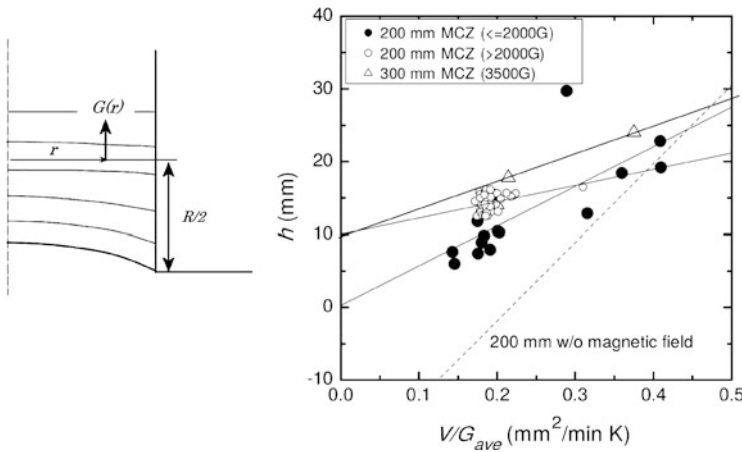 G(r)
r
R/2
40
30
20
10
0
-10
h (mm)
200 mm MCZ (<=2000G)
200 mm MCZ (>2000G)
300 mm MCZ (3500G)
200 mm w/o magnetic field
0.0 0.1 0.2 0.3 0.4 0.5
V/Gave (mm2/min K)